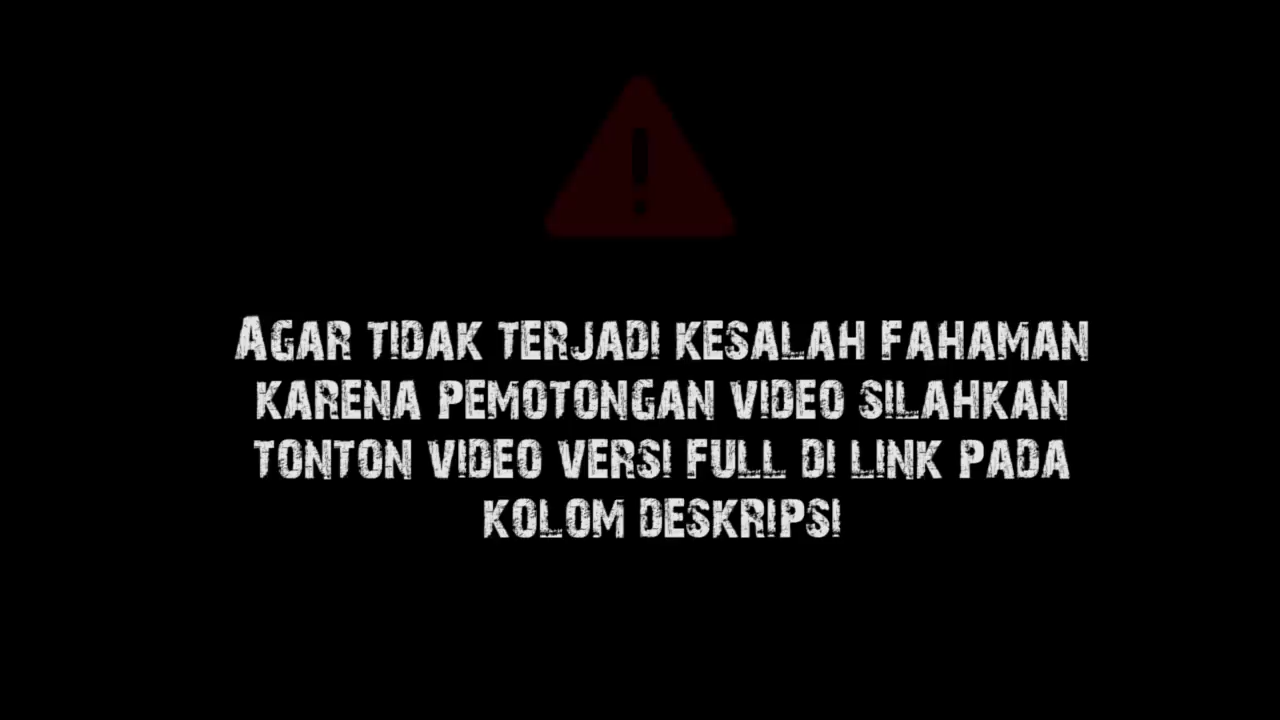 AGAR TIDAK TERJADI KESALAH FAHAMAN
KARENA PEMOTONGAN VIDEO SILAHKAN
TONTON VIDEO VERSI FULL DI LINK PADA
KOLOM DESKRIPSI